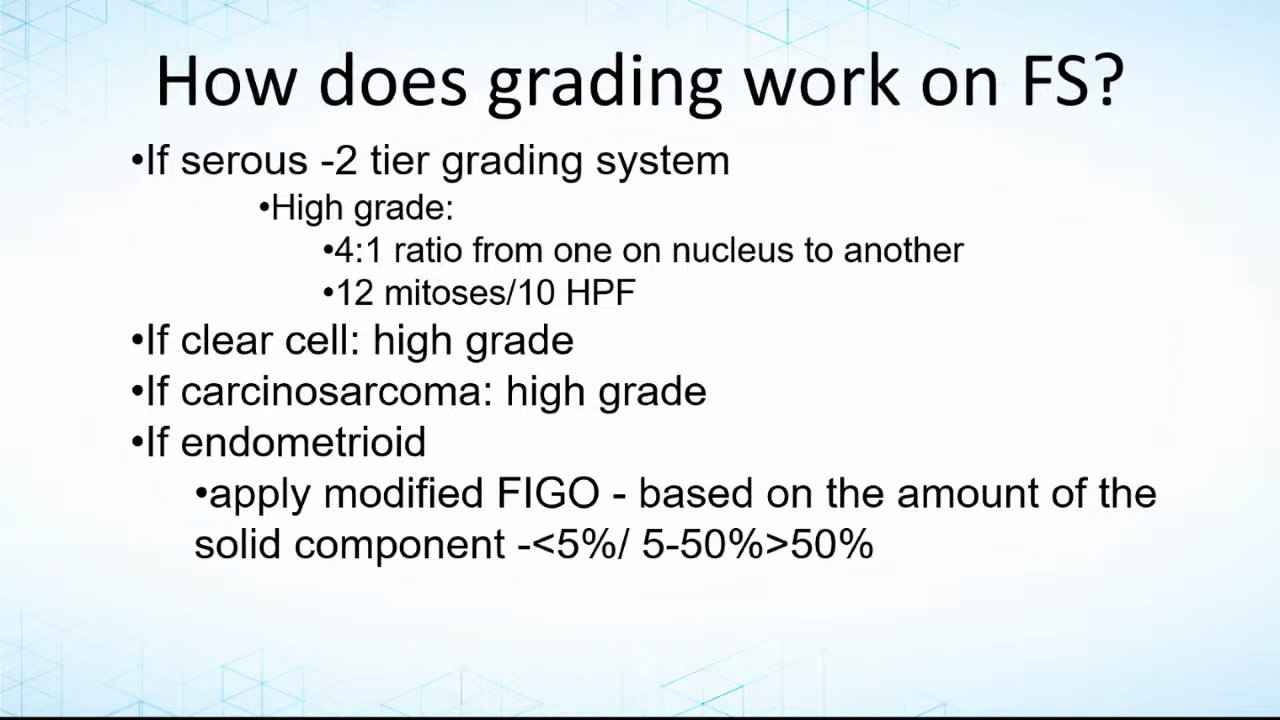 How does grading work on FS?
•If serous -2 tier grading system
•High grade:
•4:1 ratio from one on nucleus to another
•12 mitoses/10 HPF
•If clear cell: high grade
•If carcinosarcoma: high grade
•If endometrioid
•apply modified FIGO - based on the amount of the
solid component -<5%/ 5-50%>50%